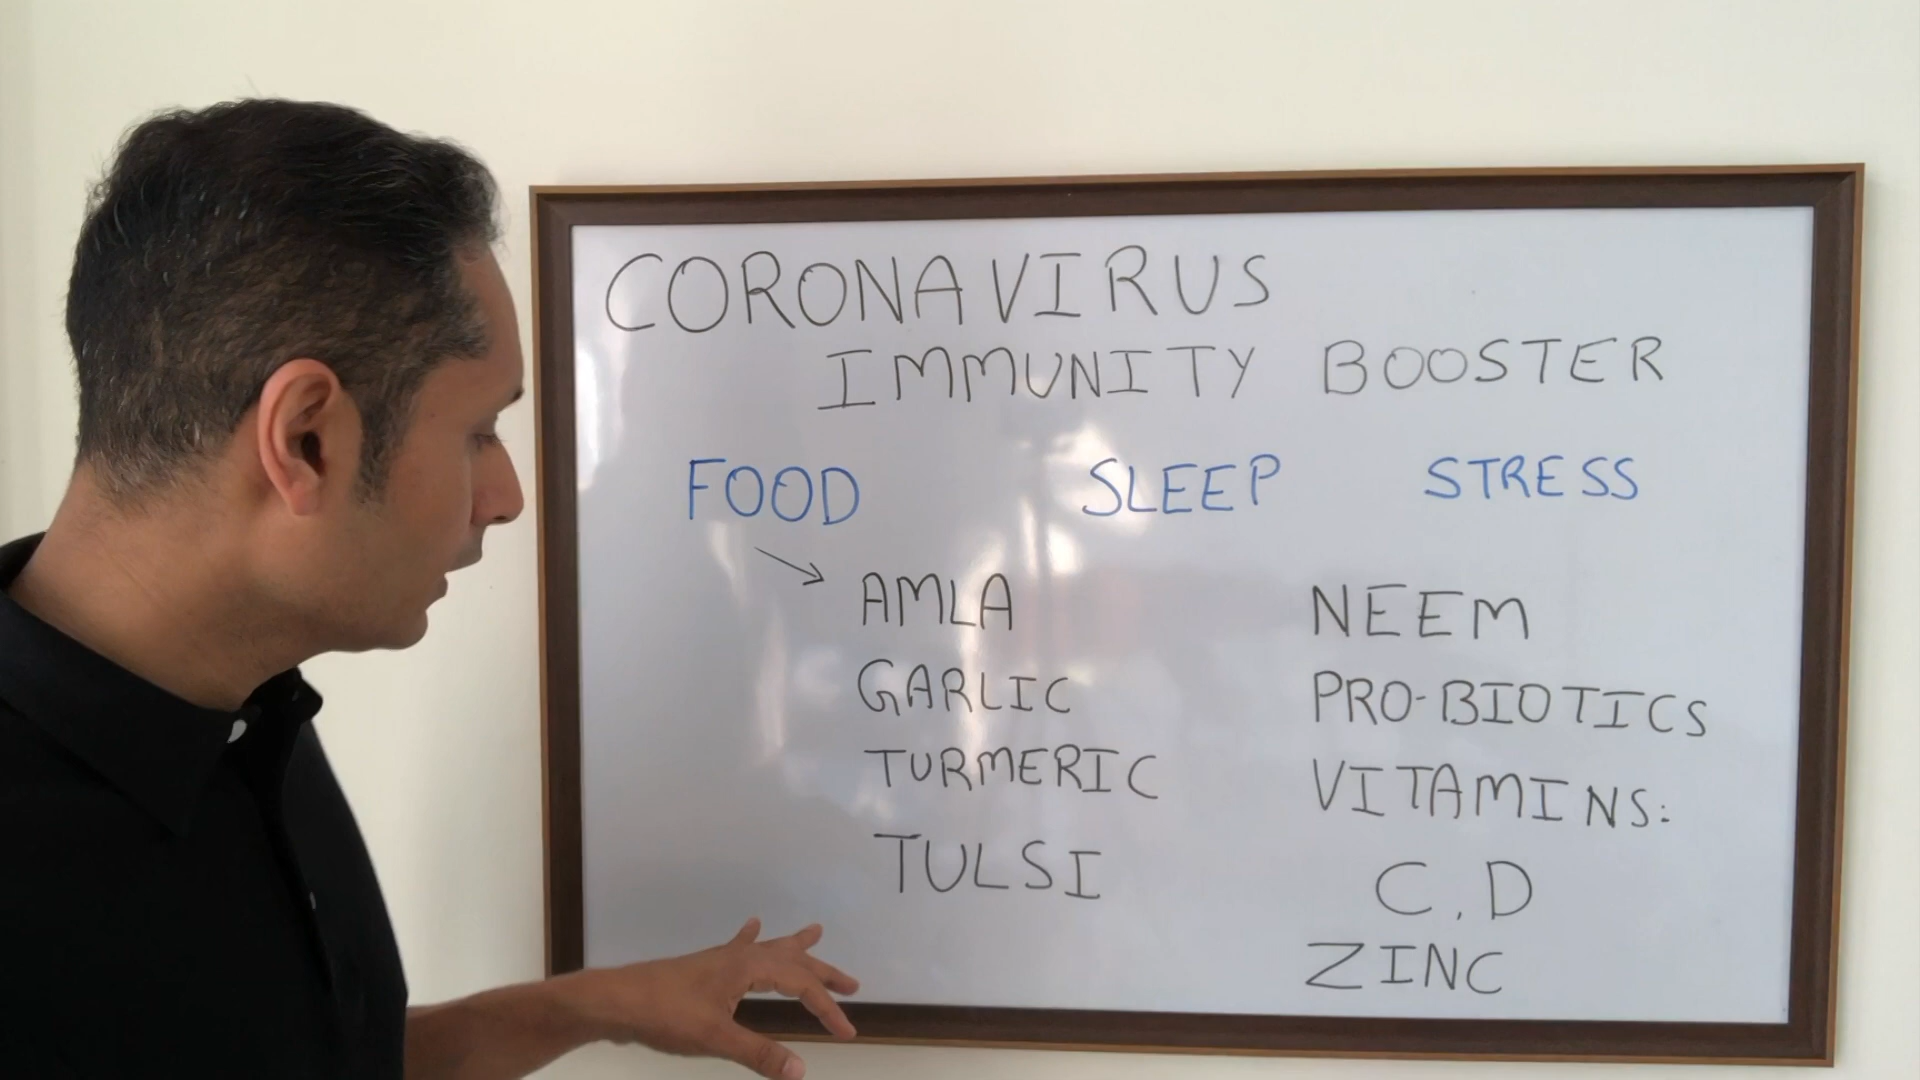 CORONAVIRUS
IMMUNITY BOOSTER
FOOD SLEEP STRESS
AMLA
GARLIC
TURMERIC
TULSI
NEEM
PRO-BIOTICS
VITAMINS:
C, D
ZINC